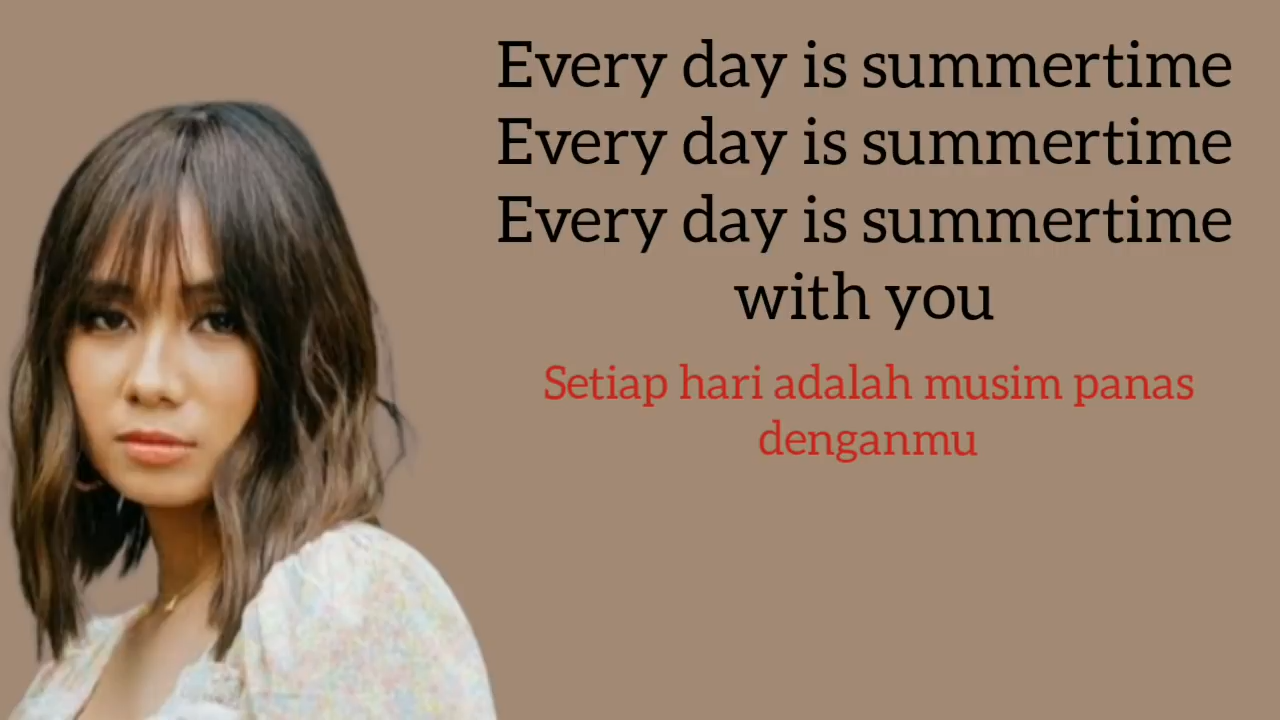 Every day is summertime
Every day is summertime
Every day is summertime
with you
Setiap hari adalah musim panas
denganmu